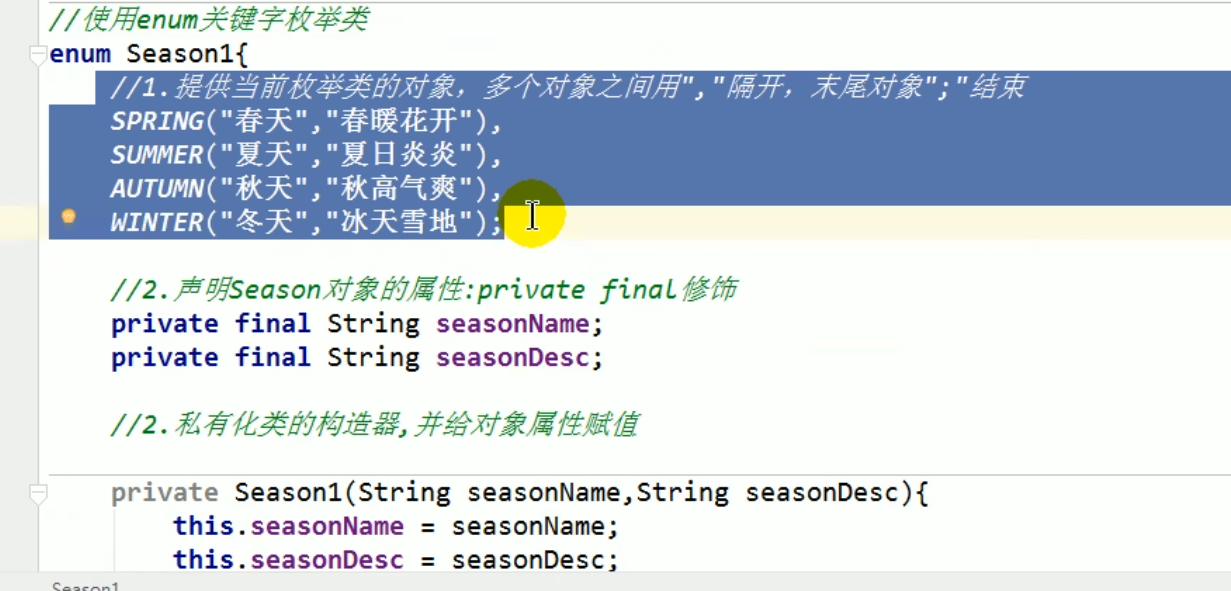 //使用enum关键字枚举类
enum Season1{
//1.提供当前枚举类的对象，多个对象之间用","隔开，末尾对象";"结束
SPRING("春天","春暖花开"),
SUMMER("夏天","夏日炎炎"),
AUTUMN("秋天","秋高气爽"),
WINTER("冬天","冰天雪地");
//2.声明Season对象的属性:private final修饰
private final String seasonName;
private final String seasonDesc;
//2.私有化类的构造器,并给对象属性赋值
private Season1(String seasonName,String seasonDesc){
this.seasonName = seasonName;
this.seasonDesc = seasonDesc;
Season1